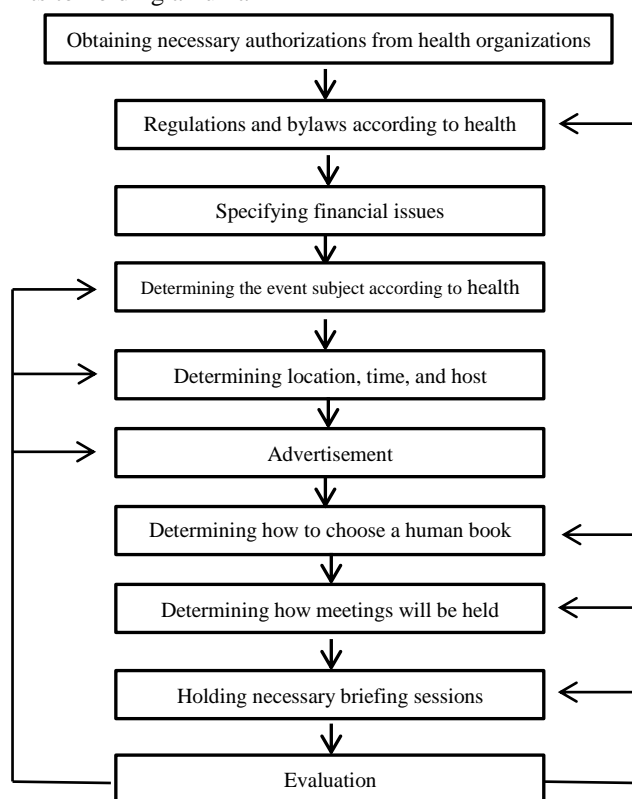 Obtaining necessary authorizations from health organizations
Regulations and bylaws according to health
Specifying financial issues
Determining the event subject according to health
Determining location, time, and host
Advertisement
Determining how to choose a human book
Determining how meetings will be held
Holding necessary briefing sessions
Evaluation